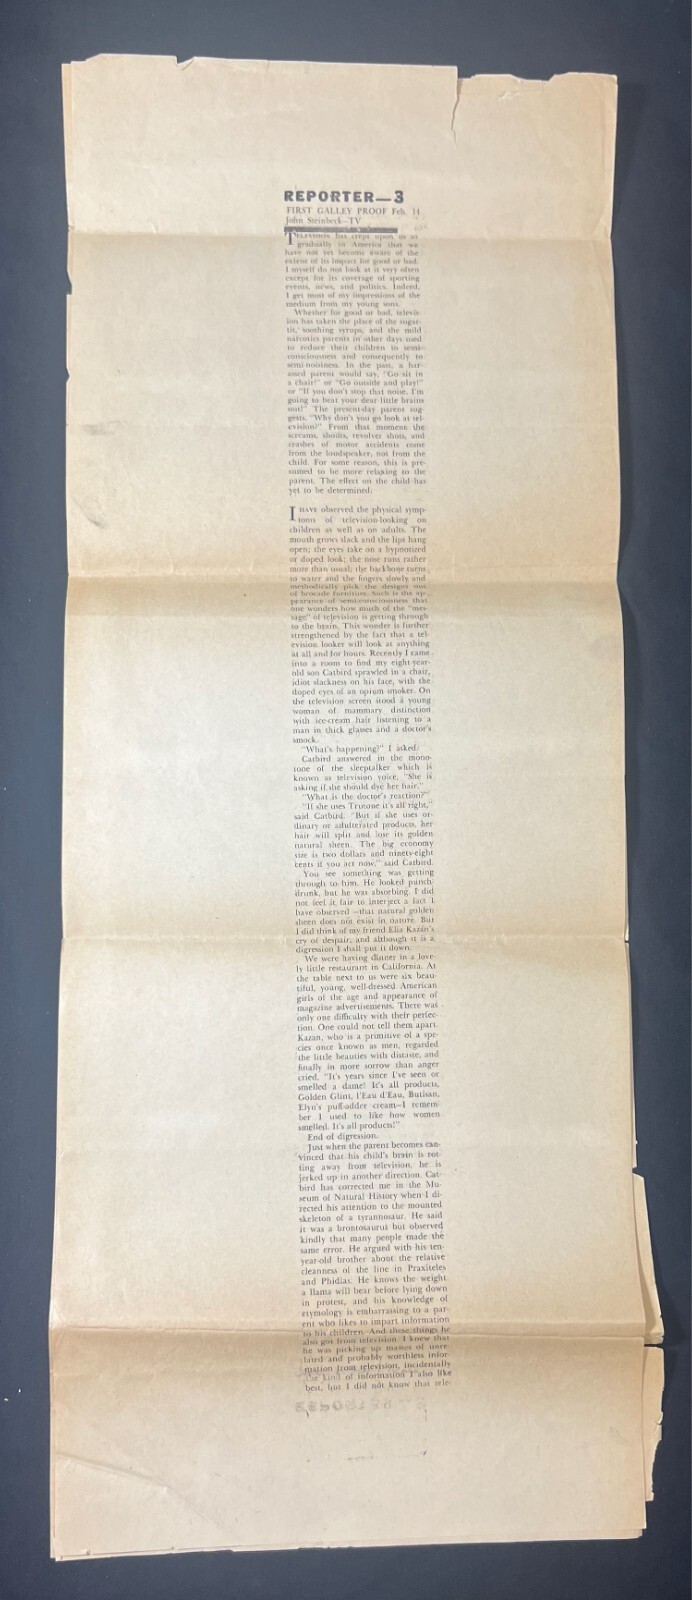 REPORTER—3
FIRST GALLEY PROOF Feb. 14
John Steinbeck—TV
TELEVISION has crept upon us so
gradually in America that we
have not yet become aware of the
extent of its impact for good or bad.
I myself do not look at it very often
except for its coverage of sporting
events, news, and politics. Indeed,
I get most of my impressions of the
medium from my young sons.
Whether for good or bad, televis-
ion has taken the place of the sugar-
tit, soothing syrups, and the mild
narcotics parents in other days used
to reduce their children to semi-
consciousness and consequently to
semi-noisiness. In the past, a har-
assed parent would say, "Go sit in
a chair!" or "Go outside and play!"
or "If you don't stop that noise, I'm
going to beat your dear little brains
out!" The present-day parent sug-
gests, "Why don't you go look at tel-
evision?" From that moment the
screams, shouts, revolver shots, and
crashes of motor accidents come
from the loudspeaker, not from the
child. For some reason, this is pre-
sumed to be more relaxing to the
parent. The effect on the child has
yet to be determined.
I HAVE observed the physical symp-
toms of television-looking on
children as well as on adults. The
mouth grows slack and the lips hang
open; the eyes take on a hypnotized
or doped look; the nose runs rather
more than usual; the backbone turns
to water and the fingers slowly and
methodically pick the designs out
of brocade furniture. Such is the ap-
pearance of semi-consciousness that
one wonders how much of the "mes-
sage" of television is getting through
to the brain. This wonder is further
strengthened by the fact that a tel-
evision looker will look at anything
at all and for hours. Recently I came
into a room to find my eight-year-
old son Catbird sprawled in a chair,
idiot slackness on his face, with the
doped eyes of an opium smoker. On
the television screen stood a young
woman of mammary distinction
with ice-cream hair listening to a
man in thick glasses and a doctor's
smock.
"What's happening?" I asked.
Catbird answered in the mono-
tone of the sleeptalker which is
known as television voice, "She is
asking if she should dye her hair."
"What is the doctor's reaction?"
"If she uses Trutone it's all right,"
said Catbird. "But if she uses or-
dinary or adulterated products, her
hair will split and lose its golden
natural sheen. The big economy
size is two dollars and ninety-eight
cents if you act now," said Catbird.
You see something was getting
through to him. He looked punch-
drunk, but he was absorbing. I did
not feel it fair to interject a fact I
have observed—that natural golden
sheen does not exist in nature. But
I did think of my friend Elia Kazan's
cry of despair, and although it is a
digression I shall put it down.
We were having dinner in a love-
ly little restaurant in California. At
the table next to us were six beau-
tiful, young, well-dressed American
girls of the age and appearance of
magazine advertisements. There was
only one difficulty with their perfec-
tion. One could not tell them apart.
Kazan, who is a primitive of a spe-
cies once known as men, regarded
the little beauties with distaste, and
finally in more sorrow than anger
cried, "It's years since I've seen or
smelled a dame! It's all products,
Golden Glint, l'Eau d'Eau, Butisan,
Elyn's puff-adder cream—I remem-
ber I used to like how women
smelled. It's all products!"
End of digression.
Just when the parent becomes con-
vinced that his child's brain is rot-
ting away from television, he is
jerked up in another direction. Cat-
bird has corrected me in the Mu-
seum of Natural History when I di-
rected his attention to the mounted
skeleton of a tyrannosaur. He said
it was a brontosaurus but observed
kindly that many people made the
same error. He argued with his ten-
year-old brother about the relative
cleanness of the line in Praxiteles
and Phidias. He knows the weight
a llama will bear before lying down
in protest, and his knowledge of
etymology is embarrassing to a par-
ent who likes to impart information
to his children. And these things he
also got from television. I knew that
he was picking up masses of unre-
lated and probably worthless infor-
mation from television, incidentally
the kind of information I also like
best, but I did not know that tele-